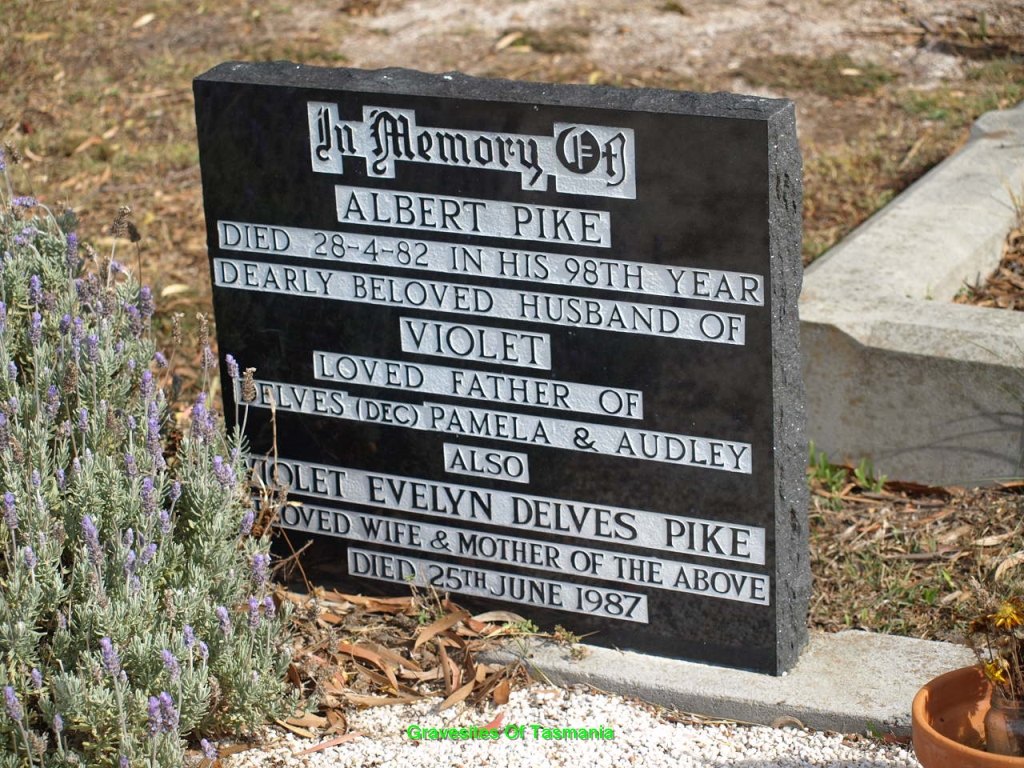 In Memory Of
ALBERT PIKE
DIED 28-4-82 IN HIS 98TH YEAR
DEARLY BELOVED HUSBAND OF
VIOLET
LOVED FATHER OF
DELVES (DEC) PAMELA & AUDLEY
ALSO
VIOLET EVELYN DELVES PIKE
LOVED WIFE & MOTHER OF THE ABOVE
DIED 25TH JUNE 1987
Gravesites Of Tasmania